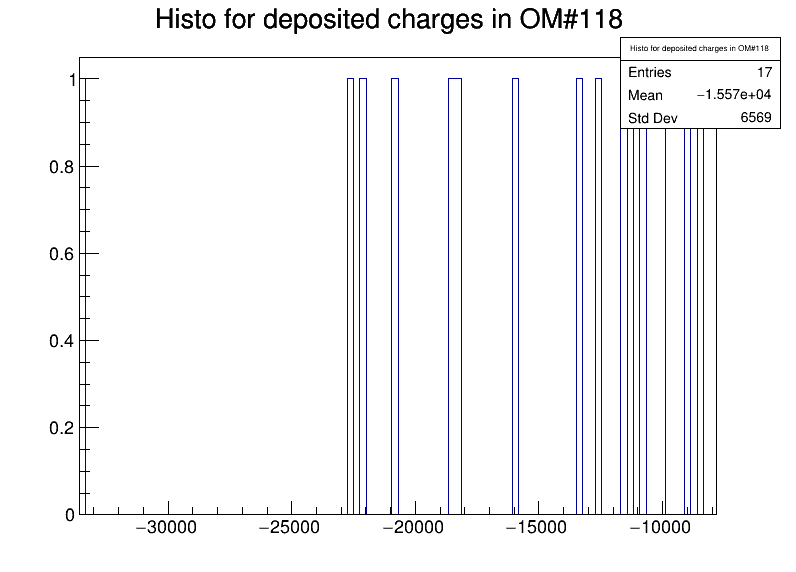 Histo for deposited charges in OM#118
Histo for deposited charges in OM#118
Entries 17
Mean −1.557e+04
Std Dev 6569
1
0.8
0.6
0.4
0.2
0
−30000 −25000 −20000 −15000 −10000